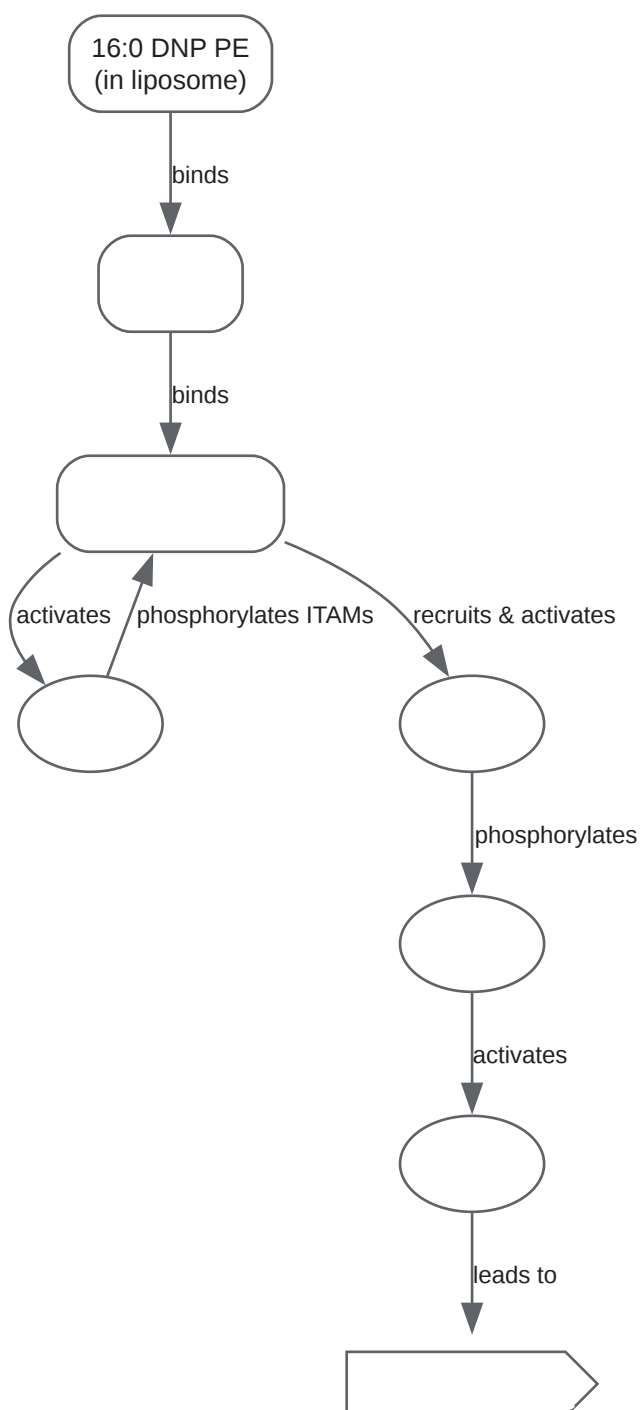 16:0 DNP PE
(in liposome)
binds
binds
activates
phosphorylates ITAMs
recruits & activates
phosphorylates
activates
leads to